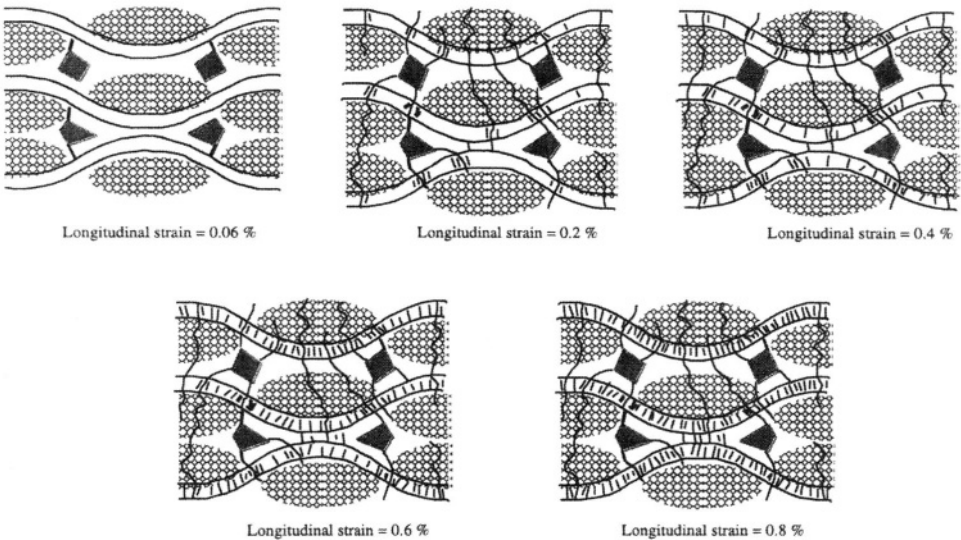 Longitudinal strain = 0.06 %
Longitudinal strain = 0.2 %
Longitudinal strain = 0.4 %
Longitudinal strain = 0.6 %
Longitudinal strain = 0.8 %